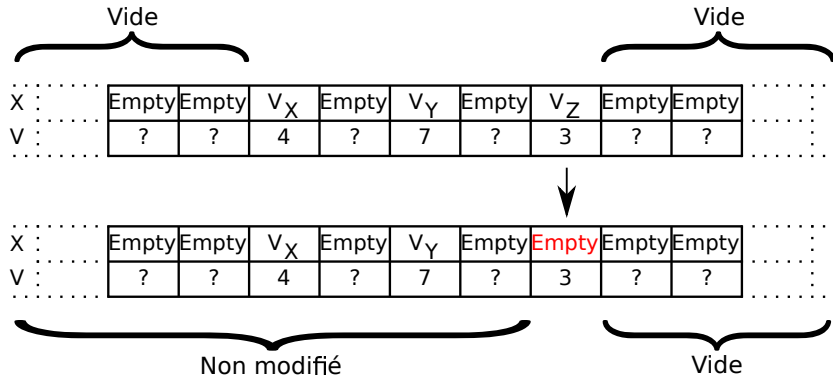 Vide Vide
X Empty Empty V_X Empty V_Y Empty V_Z Empty Empty
V ? ? 4 ? 7 ? 3 ? ?
X Empty Empty V_X Empty V_Y Empty Empty Empty Empty
V ? ? 4 ? 7 ? 3 ? ?
Non modifié Vide